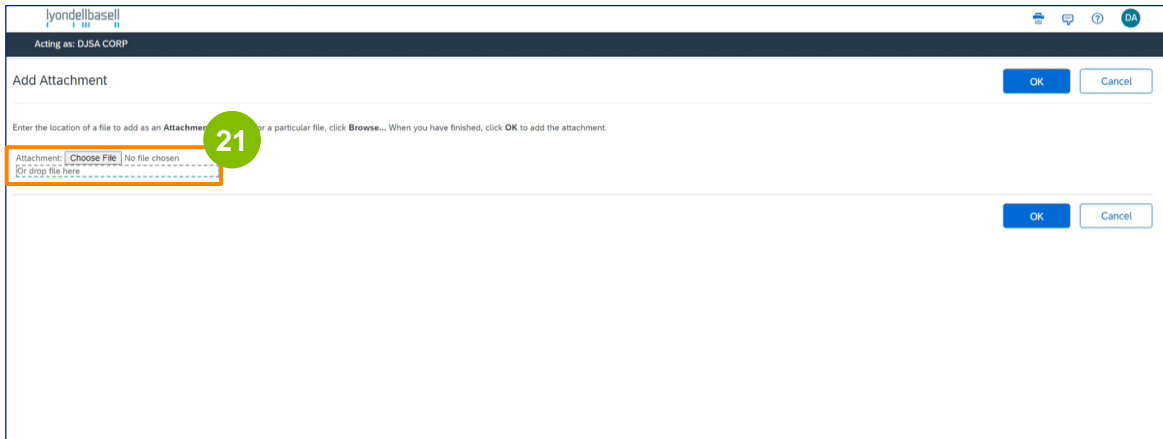 lyondellbasell
DA
Acting as: DJSA CORP
Add Attachment
OK
Cancel
Enter the location of a file to add as an Attachmen r a particular file, click Browse... When you have finished, click OK to add the attachment.
21
Attachment: Choose File No file chosen
Or drop file here
OK
Cancel